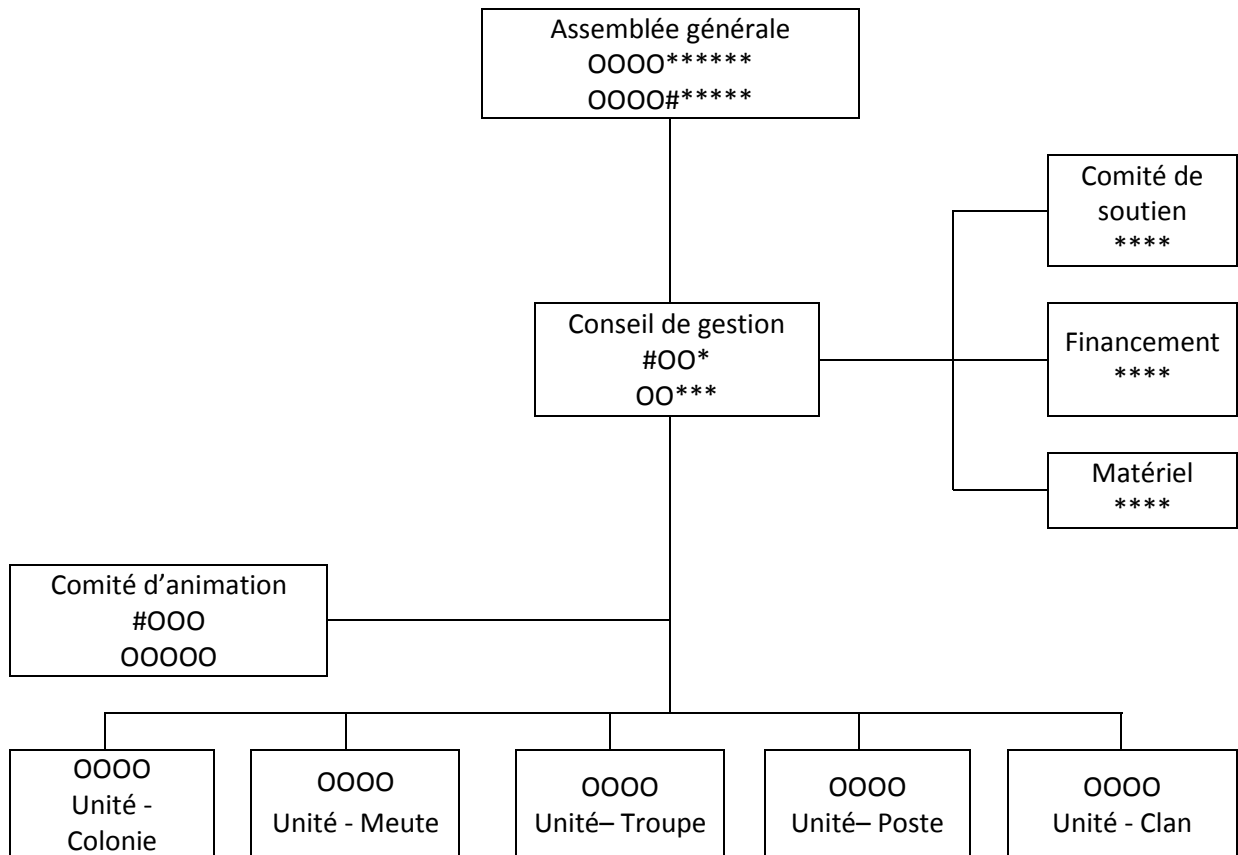 Assemblée générale
OOOO******
OOOO#*****
Comité de
soutien
****
Conseil de gestion
#OO*
OO***
Financement
****
Matériel
****
Comité d’animation
#OOO
OOOOO
OOOO
Unité -
Colonie
OOOO
Unité - Meute
OOOO
Unité– Troupe
OOOO
Unité– Poste
OOOO
Unité - Clan